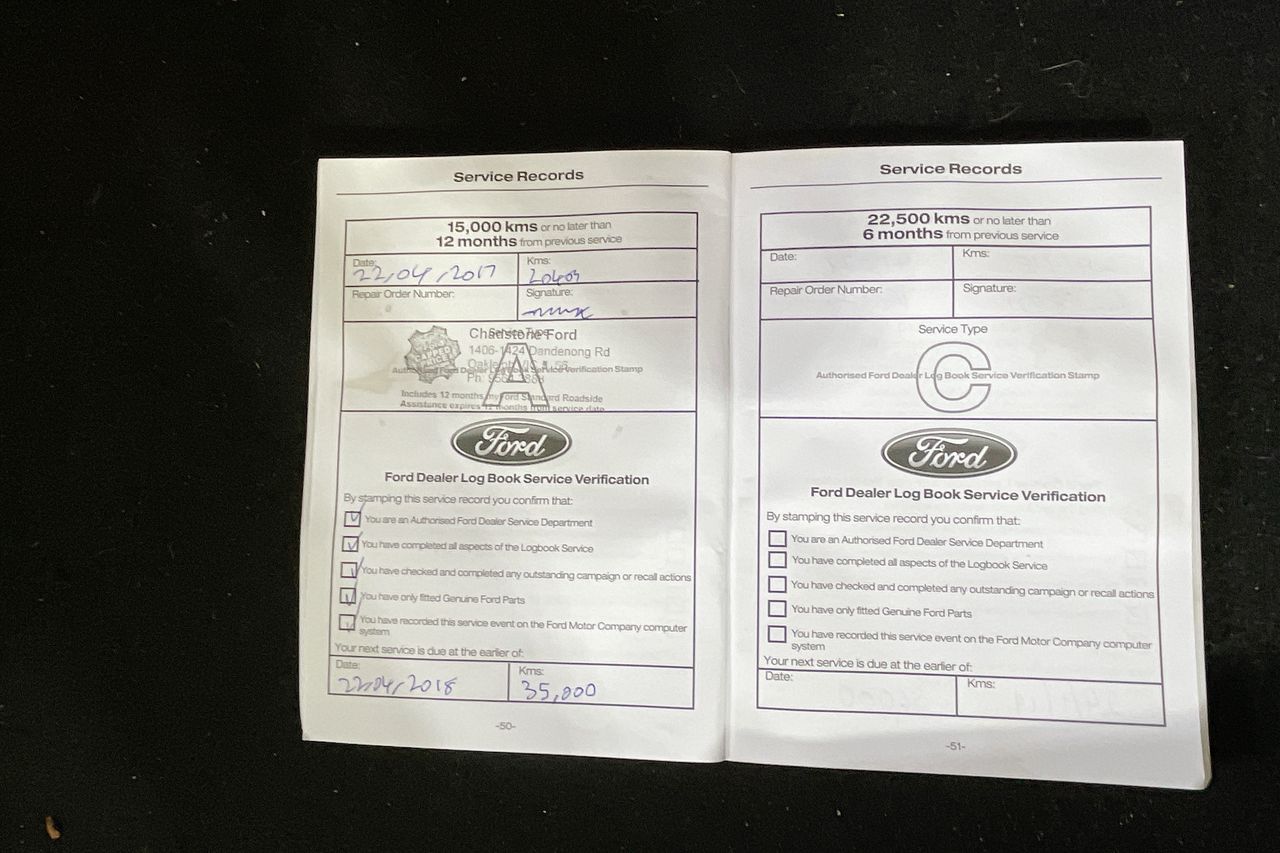 Service Records
15,000 kms or no later than
12 months from previous service
Date: 22,04,2017
Kms: 20409
Repair Order Number:
Signature:
Service Type
A
CAPPED PRICE
Chadstone Ford
1406-1424 Dandenong Rd
Authorised Ford Dealer Log Book Service Verification Stamp
Includes 12 months myFord Standard Roadside
Assistance expires 12 months from service date
Ford
Ford Dealer Log Book Service Verification
By stamping this service record you confirm that:
You are an Authorised Ford Dealer Service Department
You have completed all aspects of the Logbook Service
You have checked and completed any outstanding campaign or recall actions
You have only fitted Genuine Ford Parts
You have recorded this service event on the Ford Motor Company computer
system
Your next service is due at the earlier of:
Date: 22,04,2018
Kms: 35,000
-50-
Service Records
22,500 kms or no later than
6 months from previous service
Date:
Kms:
Repair Order Number:
Signature:
Service Type
C
Authorised Ford Dealer Log Book Service Verification Stamp
Ford
Ford Dealer Log Book Service Verification
By stamping this service record you confirm that:
You are an Authorised Ford Dealer Service Department
You have completed all aspects of the Logbook Service
You have checked and completed any outstanding campaign or recall actions
You have only fitted Genuine Ford Parts
You have recorded this service event on the Ford Motor Company computer
system
Your next service is due at the earlier of:
Date:
Kms:
-51-